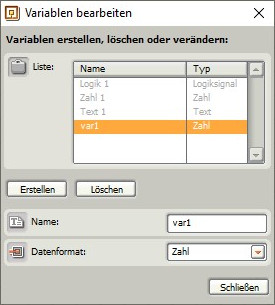 Variablen bearbeiten
Variablen erstellen, löschen oder verändern:
Liste:
Name Typ
Logik 1 Logiksignal
Zahl 1 Zahl
Text 1 Text
var1 Zahl
Erstellen Löschen
Name: var1
Datenformat: Zahl
Schließen